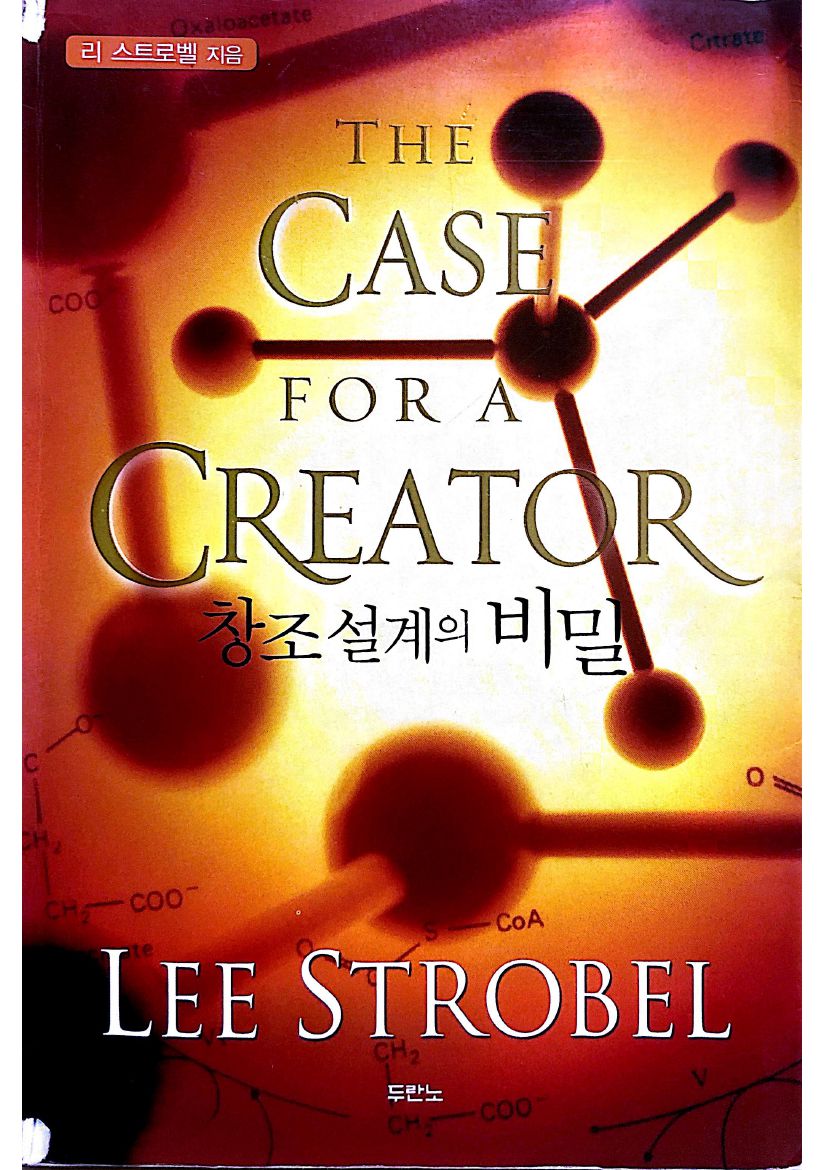 Oxaloacetate
Citrate
리 스트로벨 지음
THE
CASE
COO
FOR A
CREATOR
창조 설계의 비밀
O
C
O
CH₂
CH₂—COO⁻
S—CoA
O
C
LEE STROBEL
CH₂
두란노
V
CH₂—COO⁻